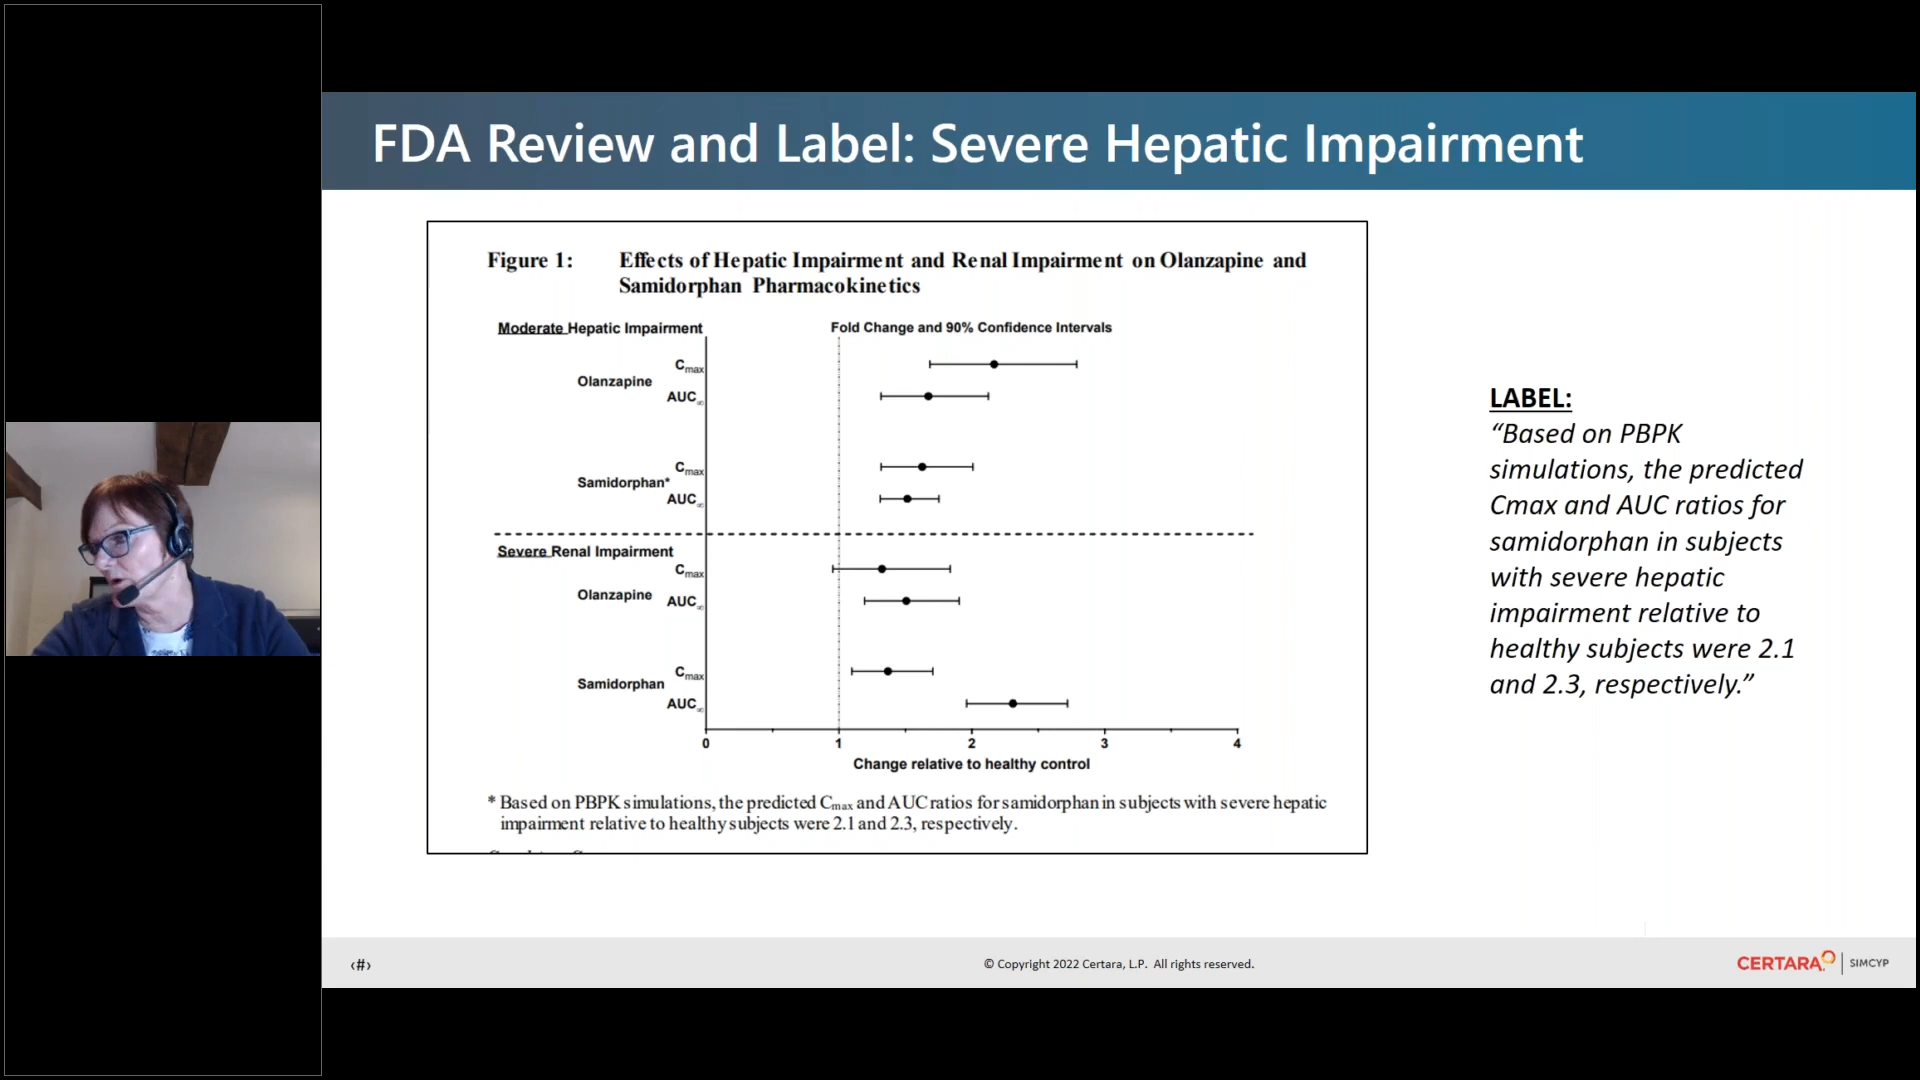 FDA Review and Label: Severe Hepatic Impairment
Figure 1: Effects of Hepatic Impairment and Renal Impairment on Olanzapine and
Samidorphan Pharmacokinetics
Moderate Hepatic Impairment
Fold Change and 90% Confidence Intervals
Olanzapine
Cmax
AUC∞
Samidorphan*
Cmax
AUC∞
Severe Renal Impairment
Olanzapine
Cmax
AUC∞
Samidorphan
Cmax
AUC∞
0 1 2 3 4
Change relative to healthy control
* Based on PBPK simulations, the predicted Cmax and AUC ratios for samidorphan in subjects with severe hepatic
impairment relative to healthy subjects were 2.1 and 2.3, respectively.
LABEL:
“Based on PBPK
simulations, the predicted
Cmax and AUC ratios for
samidorphan in subjects
with severe hepatic
impairment relative to
healthy subjects were 2.1
and 2.3, respectively.”
‹#›
© Copyright 2022 Certara, L.P. All rights reserved.
CERTARA | SIMCYP